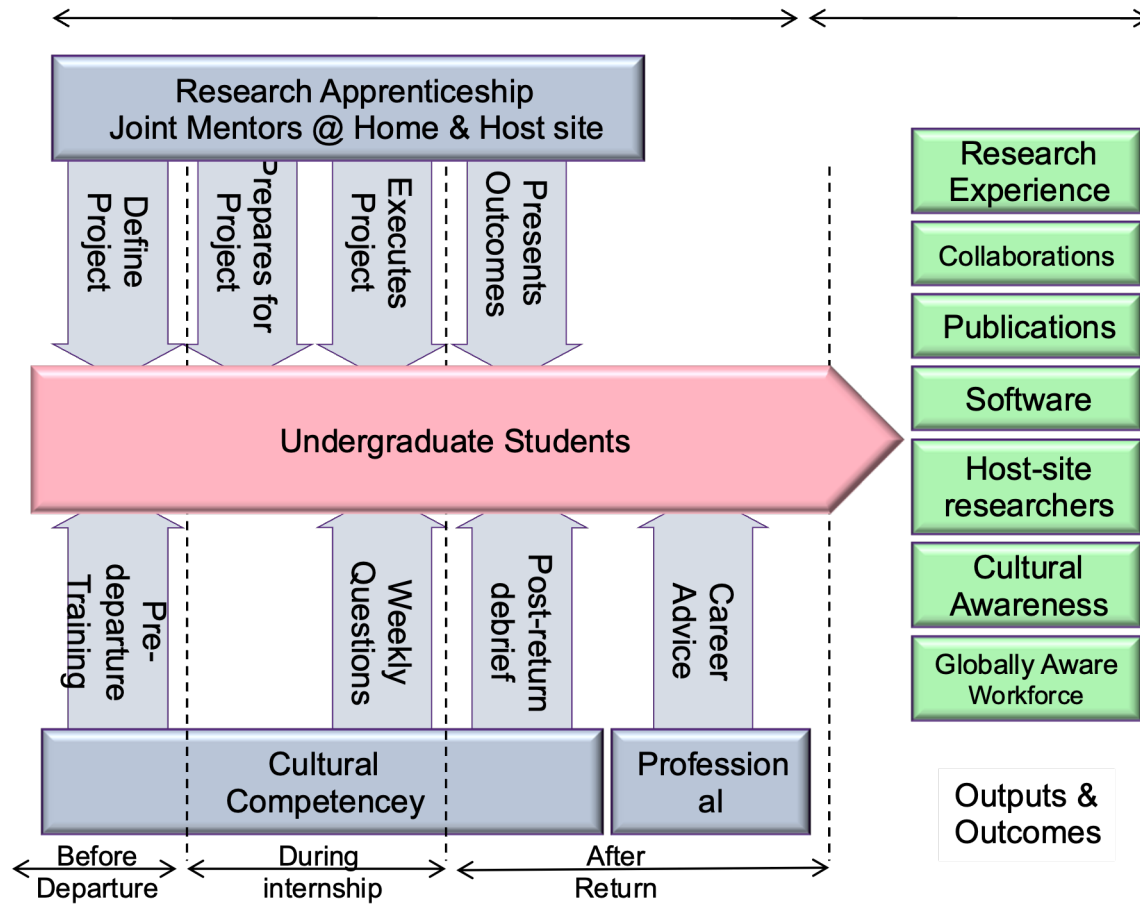 Research Apprenticeship
Joint Mentors @ Home & Host site
Define
Project
Prepares for
Project
Executes
Project
Presents
Outcomes
Undergraduate Students
Pre-
departure
Training
Weekly
Questions
Post-return
debrief
Career
Advice
Cultural
Competencey
Profession
al
Before
Departure
During
internship
After
Return
Research
Experience
Collaborations
Publications
Software
Host-site
researchers
Cultural
Awareness
Globally Aware
Workforce
Outputs &
Outcomes